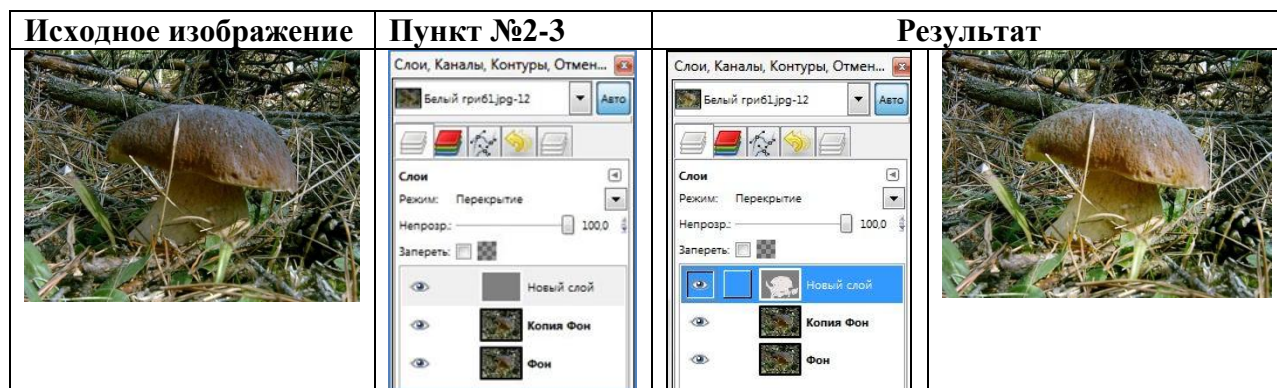 Исходное изображение
Пункт №2-3
Результат
Слои, Каналы, Контуры, Отмен...
Белый гриб1.jpg-12
Авто
Слои
Режим: Перекрытие
Непрозр.: 100,0
Запереть:
Новый слой
Копия Фон
Фон
Слои, Каналы, Контуры, Отмен...
Белый гриб1.jpg-12
Авто
Слои
Режим: Перекрытие
Непрозр.: 100,0
Запереть:
Новый слой
Копия Фон
Фон